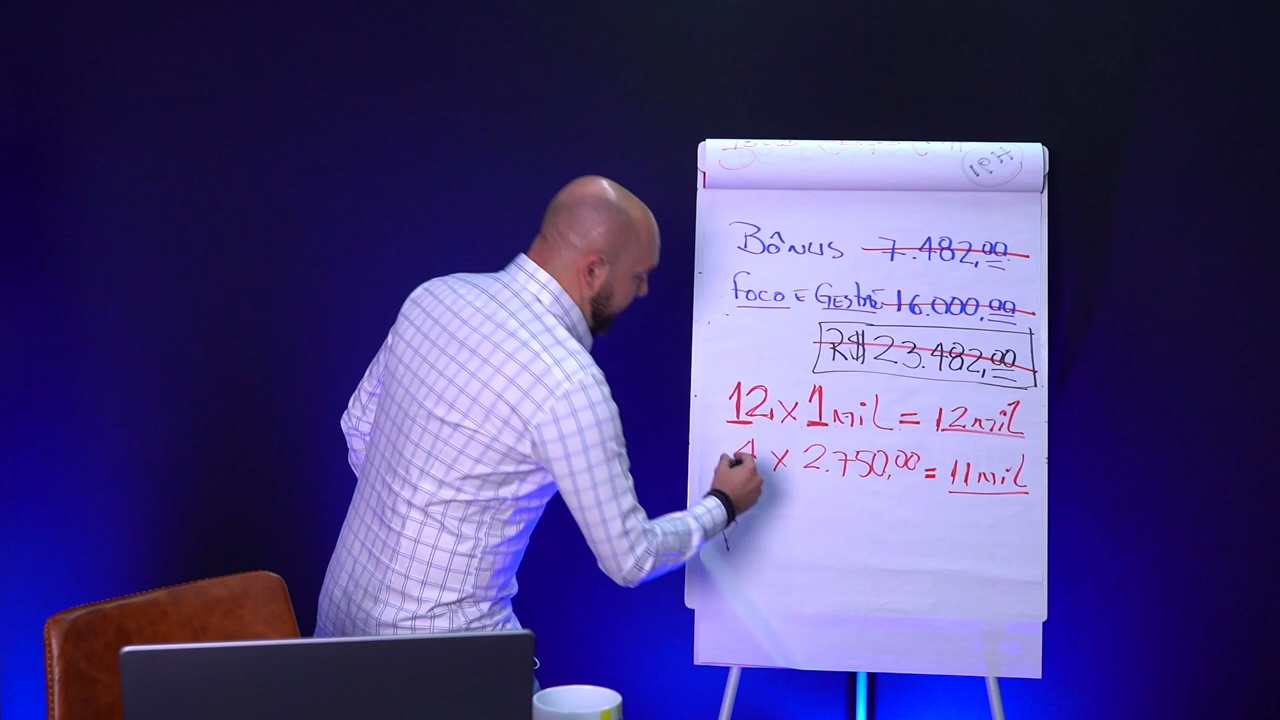 BÔNUS 7.482,00
FOCO E GESTÃO 16.000,00
R$ 23.482,00
12 x 1 mil = 12 mil
4 x 2.750,00 = 11 mil